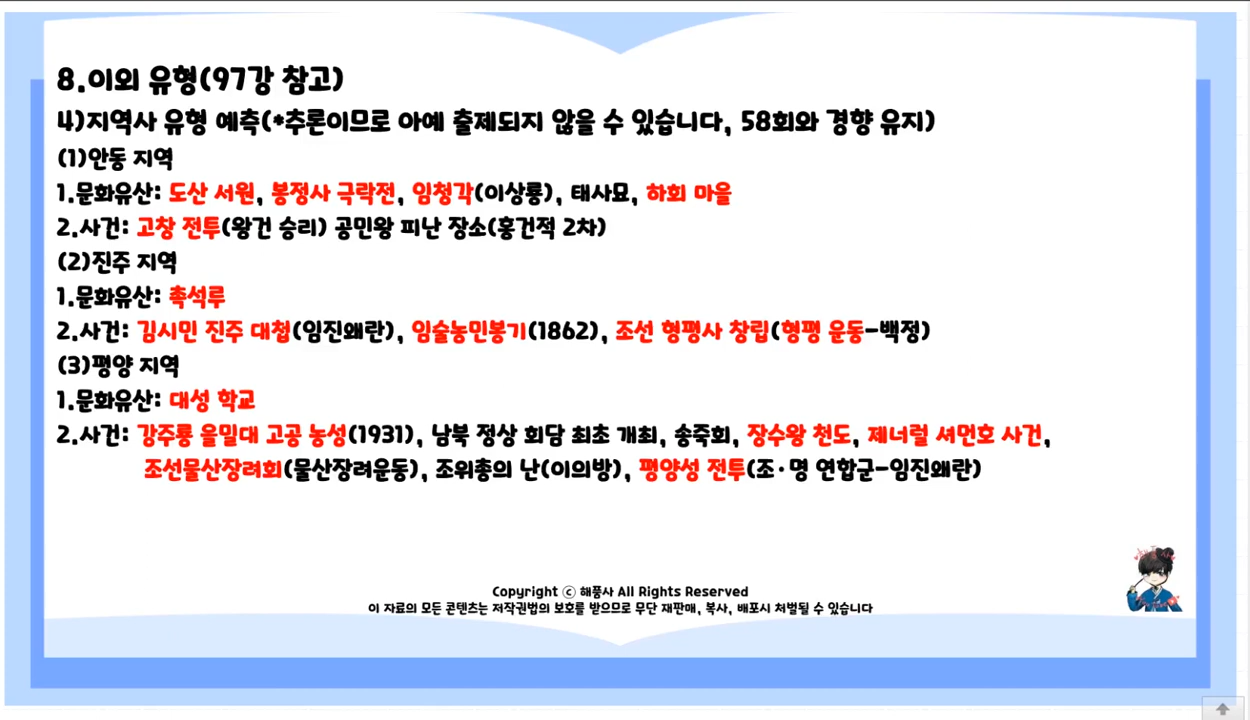 8.이외 유형(97강 참고)
4)지역사 유형 예측(*추론이므로 아예 출제되지 않을 수 있습니다, 58회와 경향 유지)
(1)안동 지역
1.문화유산: 도산 서원, 봉정사 극락전, 임청각(이상룡), 태사묘, 하회 마을
2.사건: 고창 전투(왕건 승리) 공민왕 피난 장소(홍건적 2차)
(2)진주 지역
1.문화유산: 촉석루
2.사건: 김시민 진주 대첩(임진왜란), 임술농민봉기(1862), 조선 형평사 창립(형평 운동-백정)
(3)평양 지역
1.문화유산: 대성 학교
2.사건: 강주룡 을밀대 고공 농성(1931), 남북 정상 회담 최초 개최, 송죽회, 장수왕 천도, 제너럴 셔먼호 사건,
조선물산장려회(물산장려운동), 조위총의 난(이의방), 평양성 전투(조·명 연합군-임진왜란)
Copyright ⓒ 해풍사 All Rights Reserved
이 자료의 모든 콘텐츠는 저작권법의 보호를 받으므로 무단 재판매, 복사, 배포시 처벌될 수 있습니다